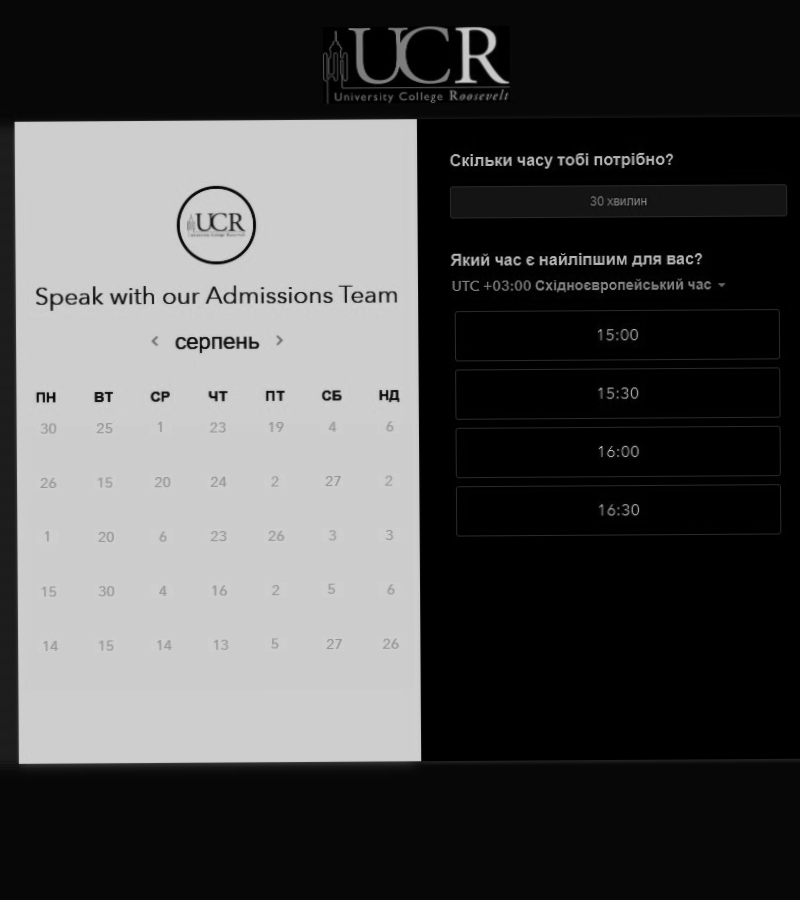 UCR
University College Roosevelt
UCR
Speak with our Admissions Team
серпень
ПН ВТ СР ЧТ ПТ СБ НД
30 25 1 23 19 4 6
26 15 20 24 2 27 2
1 20 6 23 26 3 3
15 30 4 16 2 5 6
14 15 14 13 5 27 26
Скільки часу тобі потрібно?
30 хвилин
Який час є найліпшим для вас?
UTC +03:00 Східноєвропейський час
15:00
15:30
16:00
16:30